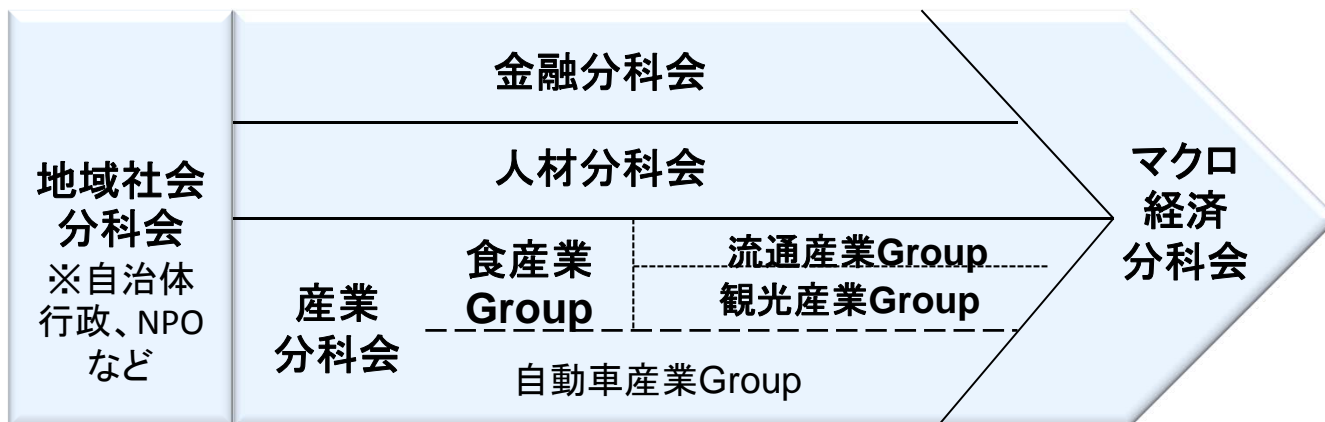 地域社会
分科会
※自治体
行政、NPO
など
金融分科会
人材分科会
産業
分科会
食産業
Group
流通産業Group
観光産業Group
自動車産業Group
マクロ
経済
分科会